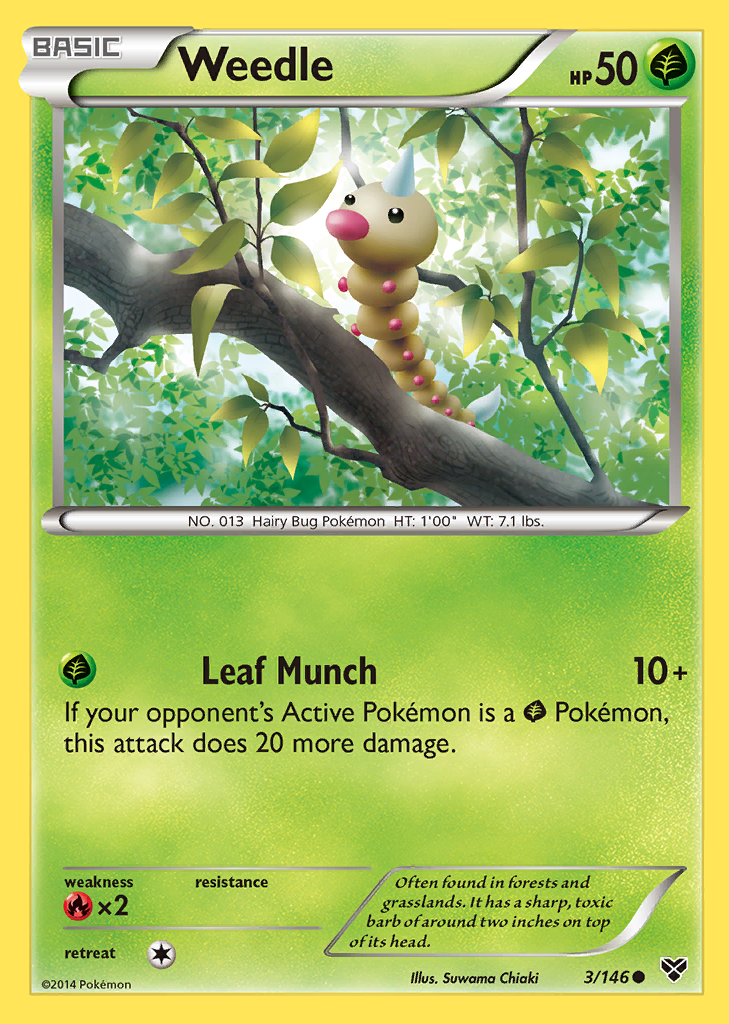 BASIC
Weedle
HP 50
NO. 013 Hairy Bug Pokémon HT: 1'00" WT: 7.1 lbs.
Leaf Munch 10+
If your opponent's Active Pokémon is a Pokémon,
this attack does 20 more damage.
weakness resistance
×2
retreat
Often found in forests and
grasslands. It has a sharp, toxic
barb of around two inches on top
of its head.
©2014 Pokémon
Illus. Suwama Chiaki
3/146